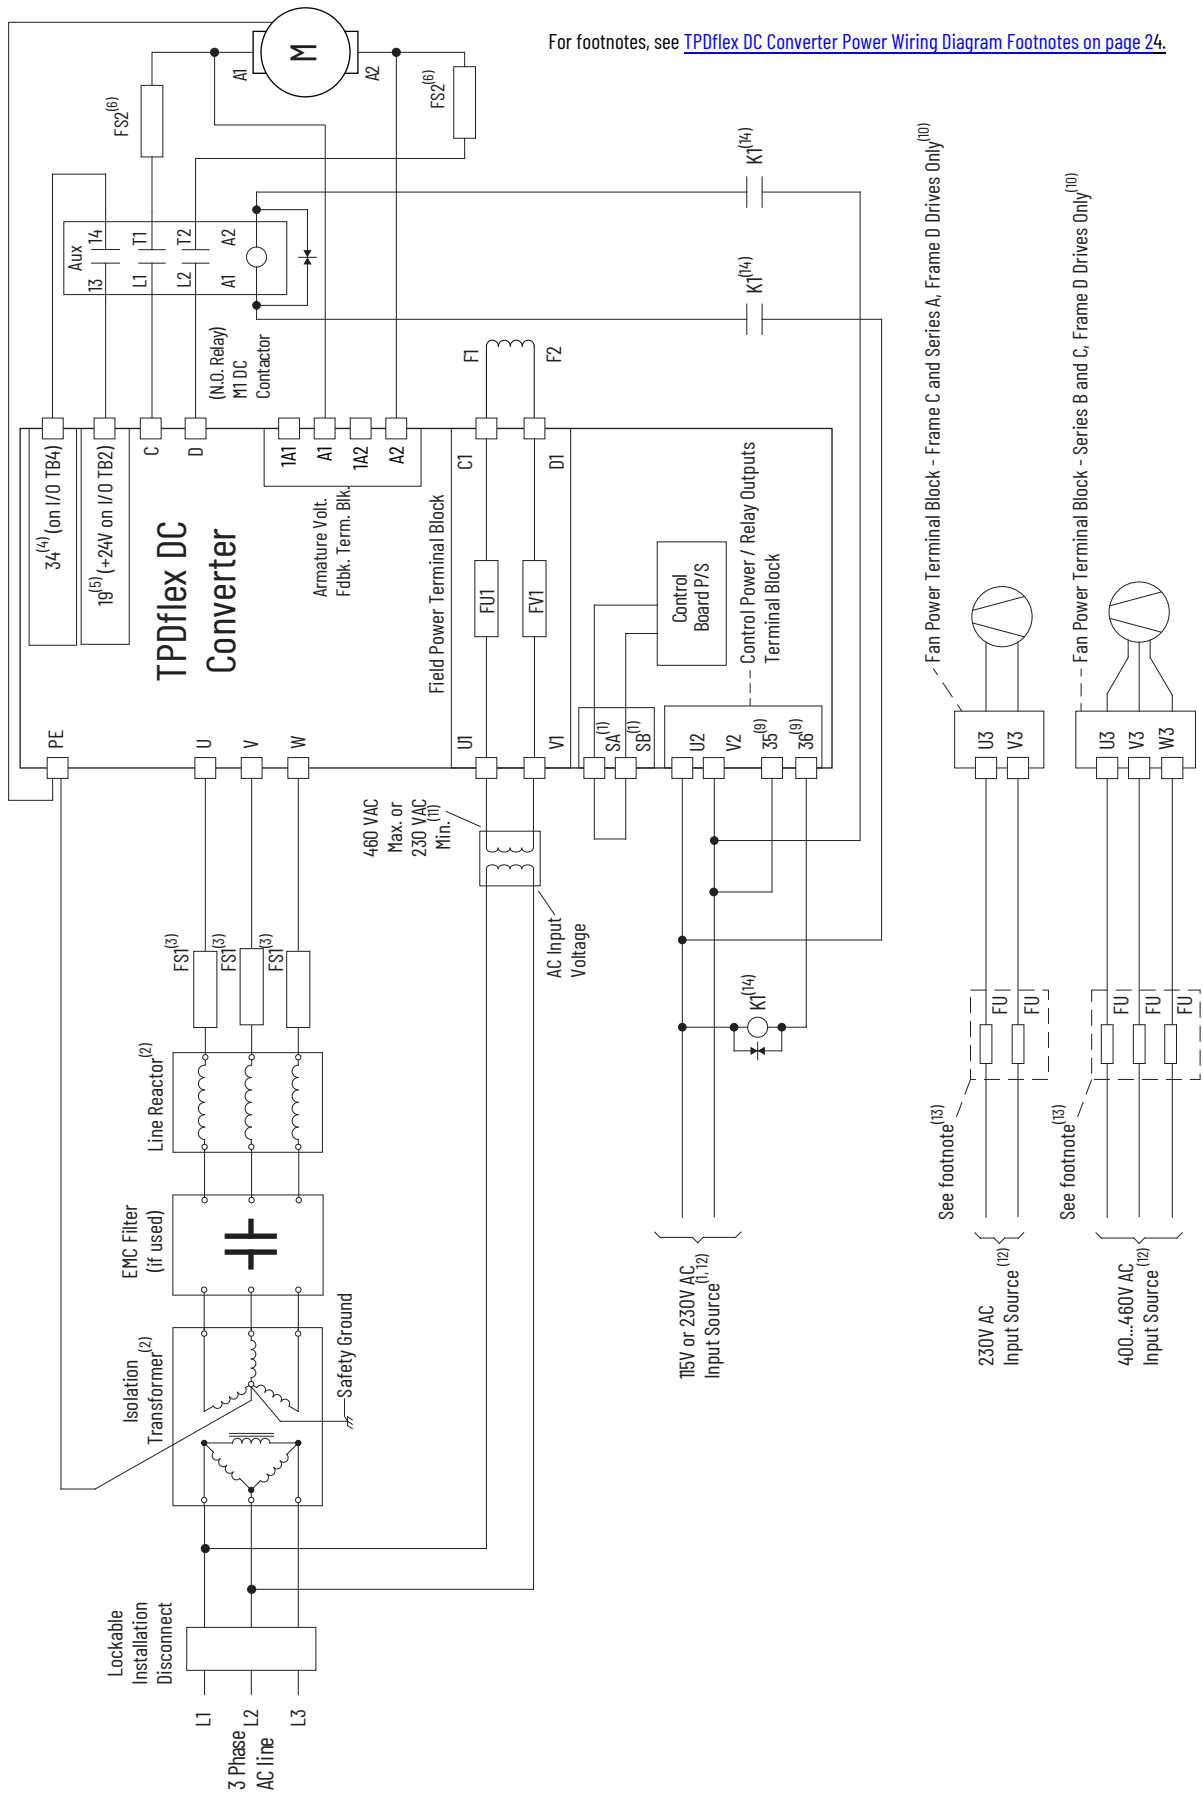 For footnotes, see TPDflex DC Converter Power Wiring Diagram Footnotes on page 24.
3 Phase
AC line
L1
L2
L3
Lockable
Installation
Disconnect
Isolation
Transformer(2)
Safety Ground
EMC Filter
(if used)
Line Reactor(2)
FS1(3)
FS1(3)
FS1(3)
PE
U
V
W
TPDflex DC
Converter
34(4) (on I/O TB4)
19(5) (+24V on I/O TB2)
C
D
Aux
13
14
L1
T1
L2
T2
A1
A2
(N.O. Relay)
M1 DC
Contactor
FS2(6)
FS2(6)
A1
M
A2
1A1
A1
1A2
A2
Armature Volt.
Fdbk. Term. Blk.
460 VAC
Max. or
230 VAC
Min.(11)
AC Input
Voltage
U1
V1
Field Power Terminal Block
FU1
FV1
C1
D1
F1
F2
SA(1)
SB(1)
Control
Board P/S
U2
V2
35(9)
36(9)
Control Power / Relay Outputs
Terminal Block
K1(14)
K1(14)
K1(14)
115V or 230V AC
Input Source(1, 12)
230V AC
Input Source(12)
See footnote(13)
FU
FU
U3
V3
Fan Power Terminal Block - Frame C and Series A, Frame D Drives Only(10)
400...460V AC
Input Source(12)
See footnote(13)
FU
FU
FU
U3
V3
W3
Fan Power Terminal Block - Series B and C, Frame D Drives Only(10)